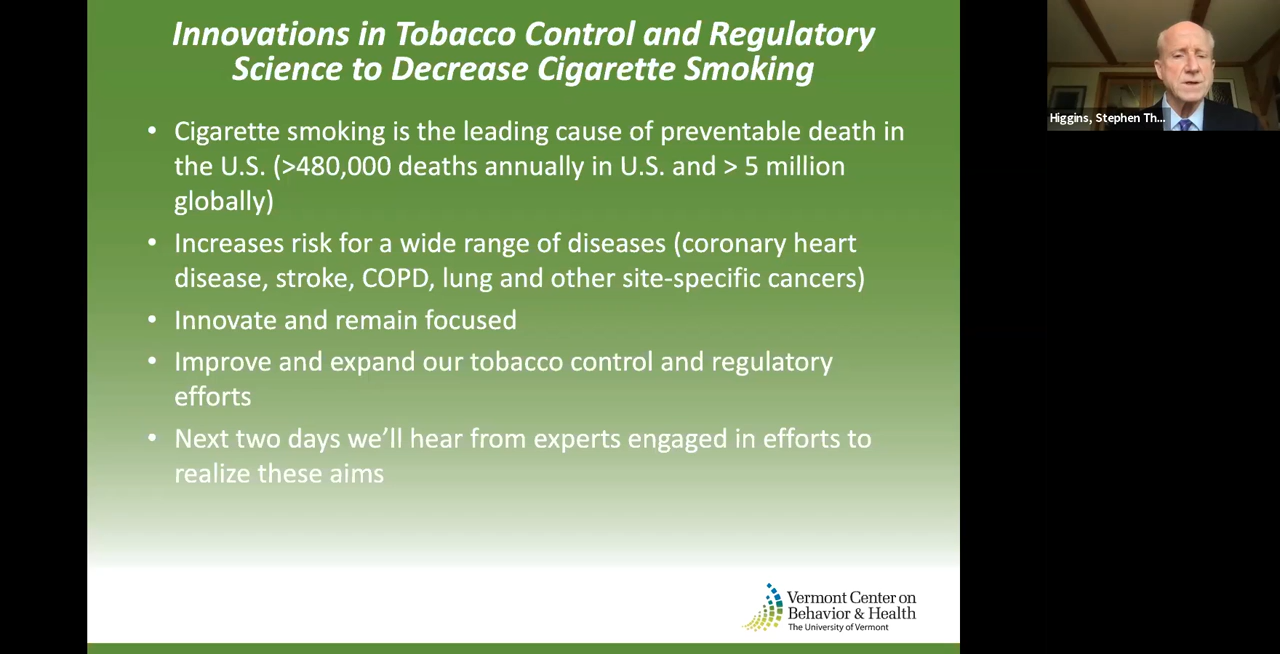 Innovations in Tobacco Control and Regulatory
Science to Decrease Cigarette Smoking
• Cigarette smoking is the leading cause of preventable death in
the U.S. (>480,000 deaths annually in U.S. and > 5 million
globally)
• Increases risk for a wide range of diseases (coronary heart
disease, stroke, COPD, lung and other site-specific cancers)
• Innovate and remain focused
• Improve and expand our tobacco control and regulatory
efforts
• Next two days we’ll hear from experts engaged in efforts to
realize these aims
Vermont Center on
Behavior & Health
The University of Vermont
Higgins, Stephen Th...